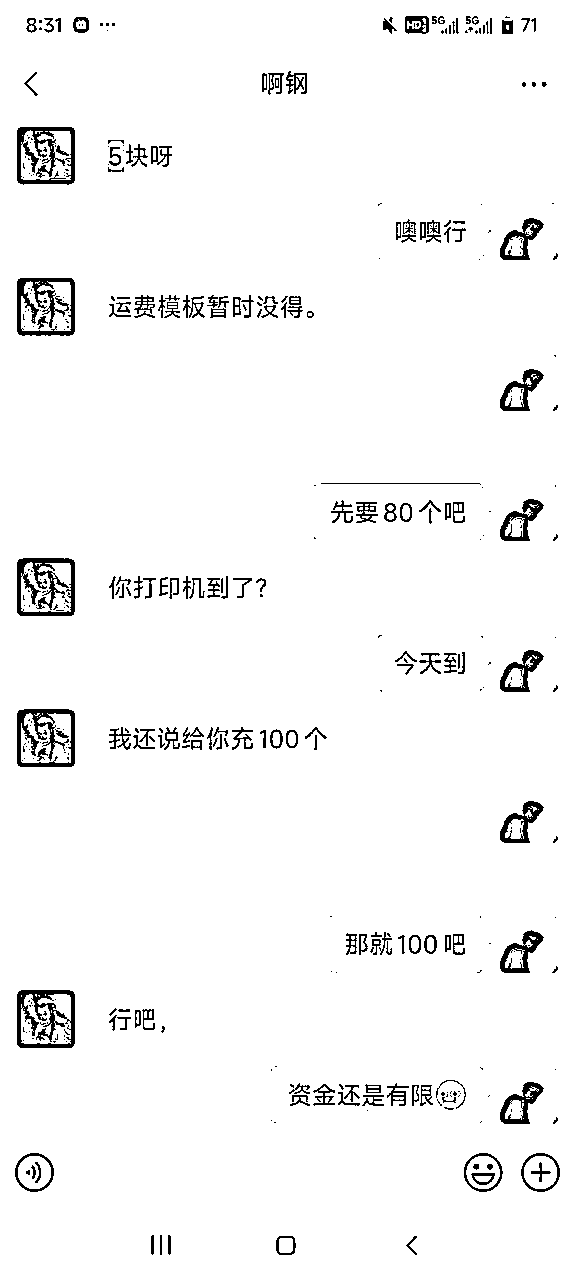 8:31 ··· HD2 5G 5G 71
啊钢
5块呀
噢噢行
运费模板暂时没得。
先要80个吧
你打印机到了?
今天到
我还说给你充100个
那就100吧
行吧,
资金还是有限